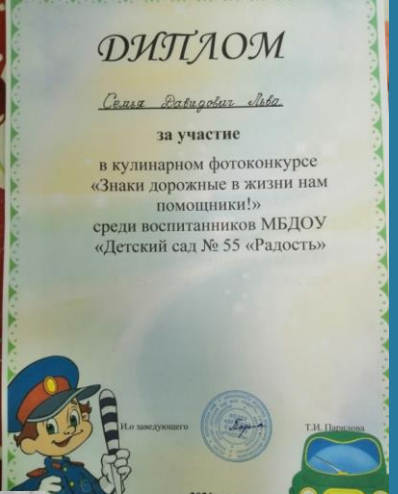 ДИПЛОМ
Семья Давидович Льва
за участие
в кулинарном фотоконкурсе
«Знаки дорожные в жизни нам
помощники!»
среди воспитанников МБДОУ
«Детский сад № 55 «Радость»
И.о заведующего
Т.И. Парилова